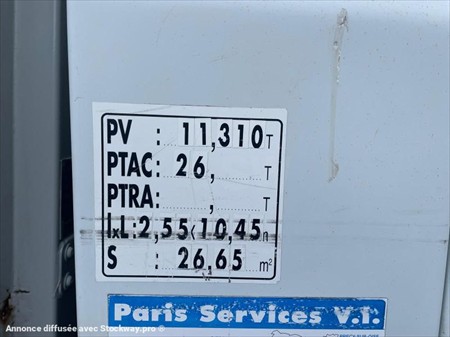 PV : 11,310 T
PTAC: 26, T
PTRA: , T
lxL: 2,55x10,45m
S : 26,65 m²
Paris Services V.I.
Annonce diffusée avec Stockway.pro ®